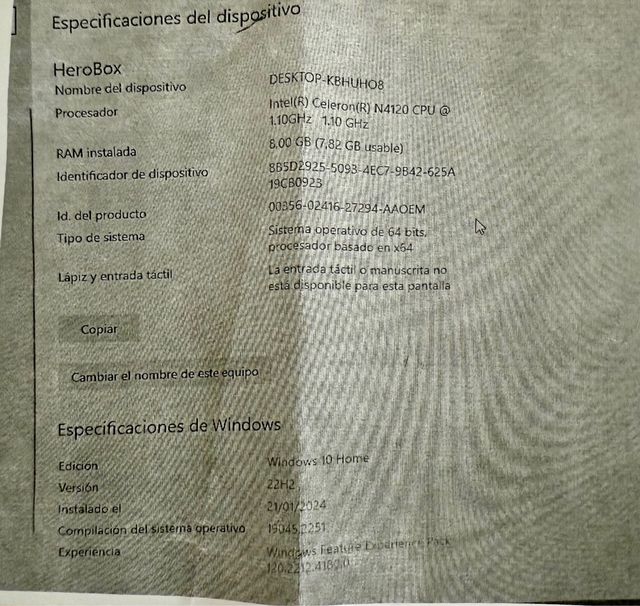 Especificaciones del dispositivo
HeroBox
Nombre del dispositivo DESKTOP-KBHUHO8
Procesador Intel(R) Celeron(R) N4120 CPU @
1.10GHz 1.10 GHz
RAM instalada 8,00 GB (7,82 GB usable)
Identificador de dispositivo 8B5D2925-5093-4EC7-9B42-625A
19CB0923
Id. del producto 00356-02416-27294-AAOEM
Tipo de sistema Sistema operativo de 64 bits,
procesador basado en x64
Lápiz y entrada táctil La entrada táctil o manuscrita no
está disponible para esta pantalla
Copiar
Cambiar el nombre de este equipo
Especificaciones de Windows
Edición Windows 10 Home
Versión 22H2
Instalado el 21/01/2024
Compilación del sistema operativo 19045.2251
Experiencia Windows Feature Experience Pack